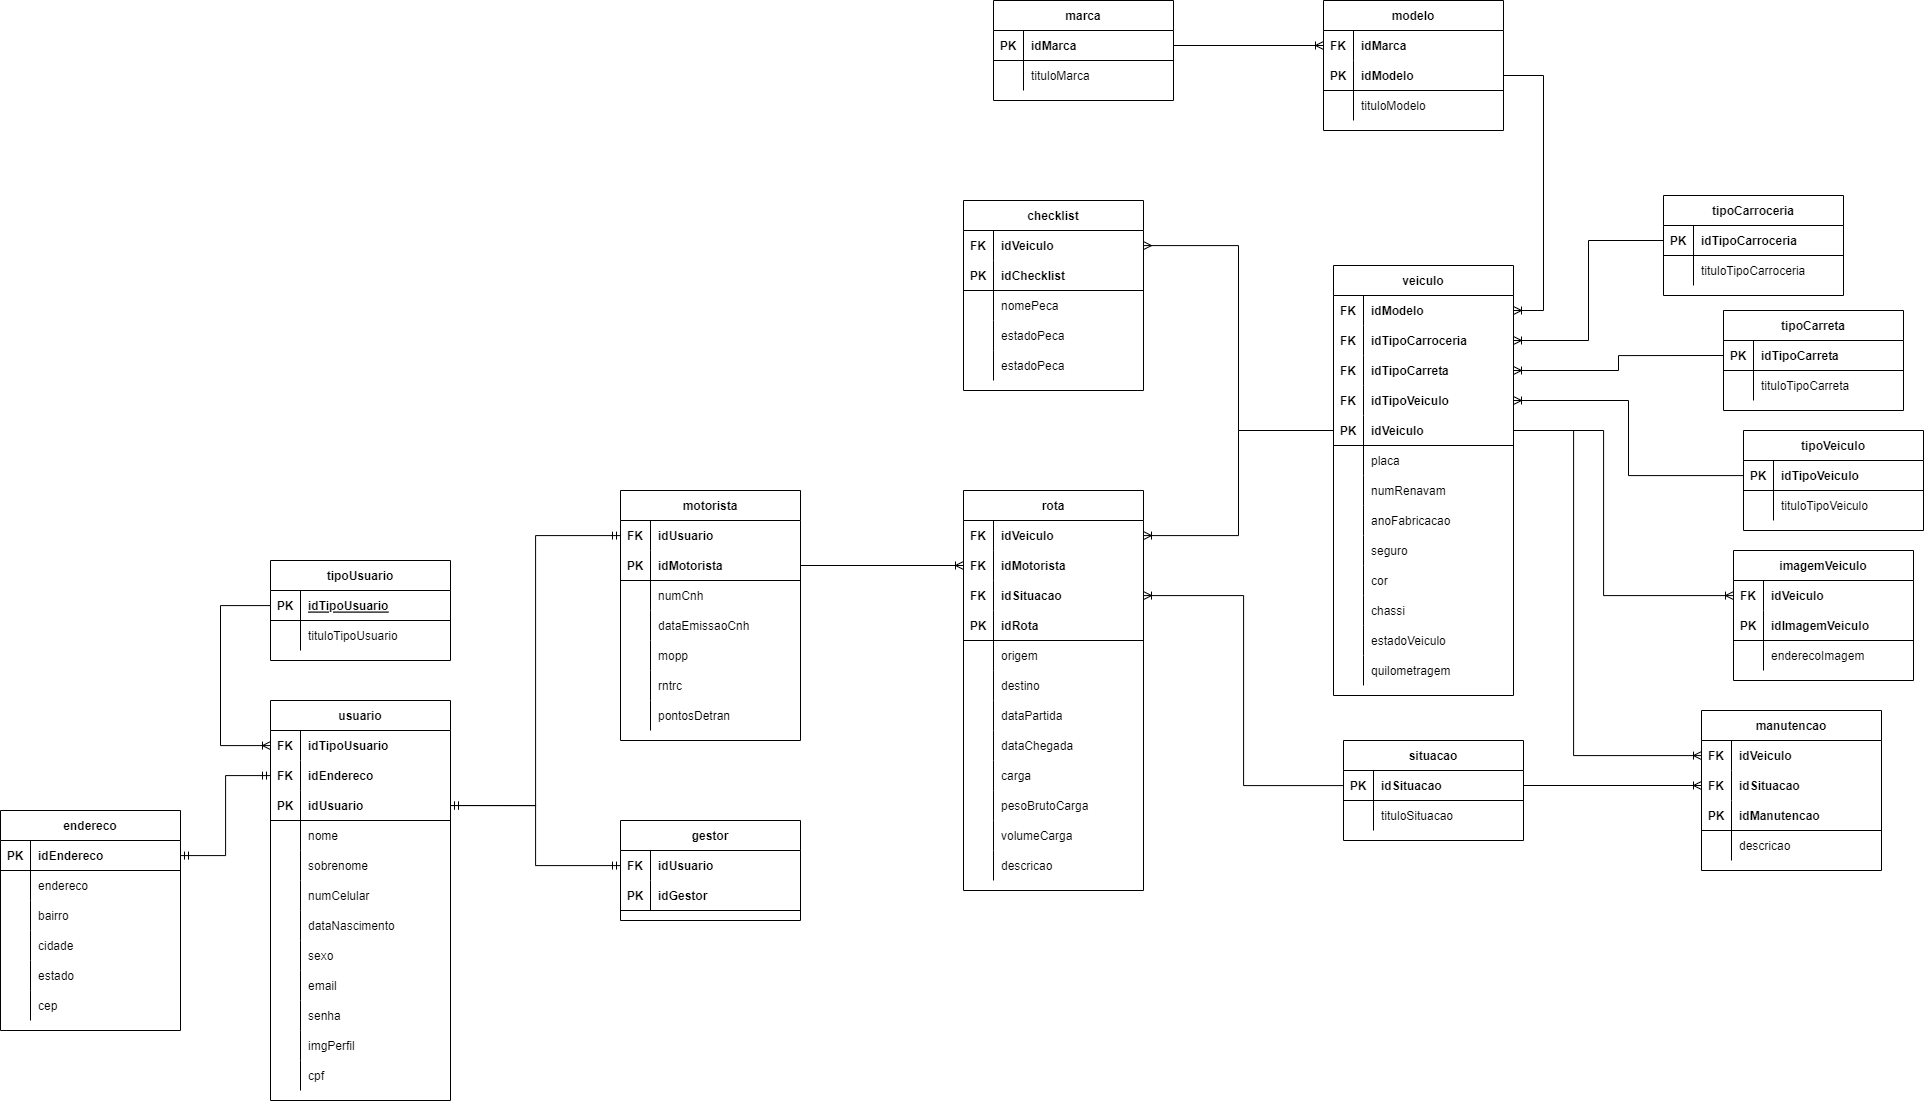 marca
PK idMarca
tituloMarca
modelo
FK idMarca
PK idModelo
tituloModelo
checklist
FK idVeiculo
PK idChecklist
nomePeca
estadoPeca
estadoPeca
veiculo
FK idModelo
FK idTipoCarroceria
FK idTipoCarreta
FK idTipoVeiculo
PK idVeiculo
placa
numRenavam
anoFabricacao
seguro
cor
chassi
estadoVeiculo
quilometragem
tipoCarroceria
PK idTipoCarroceria
tituloTipoCarroceria
tipoCarreta
PK idTipoCarreta
tituloTipoCarreta
tipoVeiculo
PK idTipoVeiculo
tituloTipoVeiculo
imagemVeiculo
FK idVeiculo
PK idImagemVeiculo
enderecoImagem
manutencao
FK idVeiculo
FK idSituacao
PK idManutencao
descricao
situacao
PK idSituacao
tituloSituacao
rota
FK idVeiculo
FK idMotorista
FK idSituacao
PK idRota
origem
destino
dataPartida
dataChegada
carga
pesoBrutoCarga
volumeCarga
descricao
motorista
FK idUsuario
PK idMotorista
numCnh
dataEmissaoCnh
mopp
rntrc
pontosDetran
gestor
FK idUsuario
PK idGestor
tipoUsuario
PK idTipoUsuario
tituloTipoUsuario
usuario
FK idTipoUsuario
FK idEndereco
PK idUsuario
nome
sobrenome
numCelular
dataNascimento
sexo
email
senha
imgPerfil
cpf
endereco
PK idEndereco
endereco
bairro
cidade
estado
cep